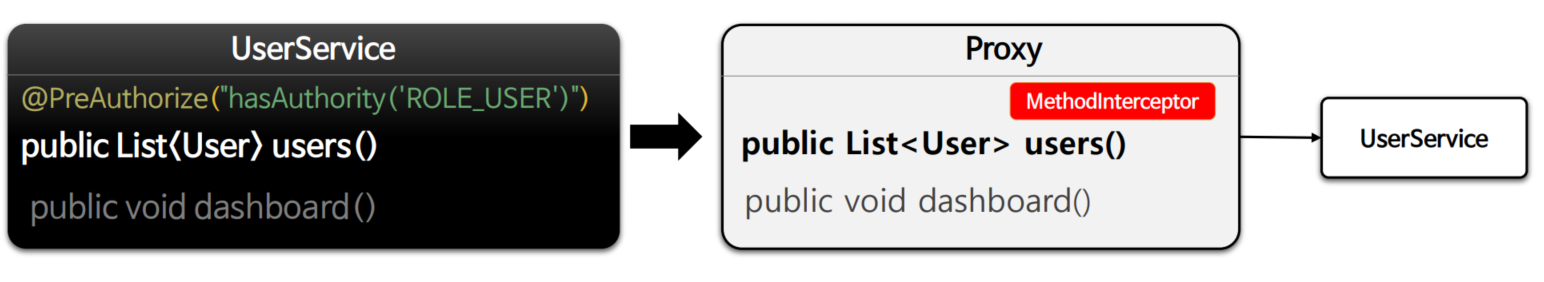 UserService
@PreAuthorize("hasAuthority('ROLE_USER')")
public List<User> users()
public void dashboard()
Proxy
MethodInterceptor
public List<User> users()
public void dashboard()
UserService